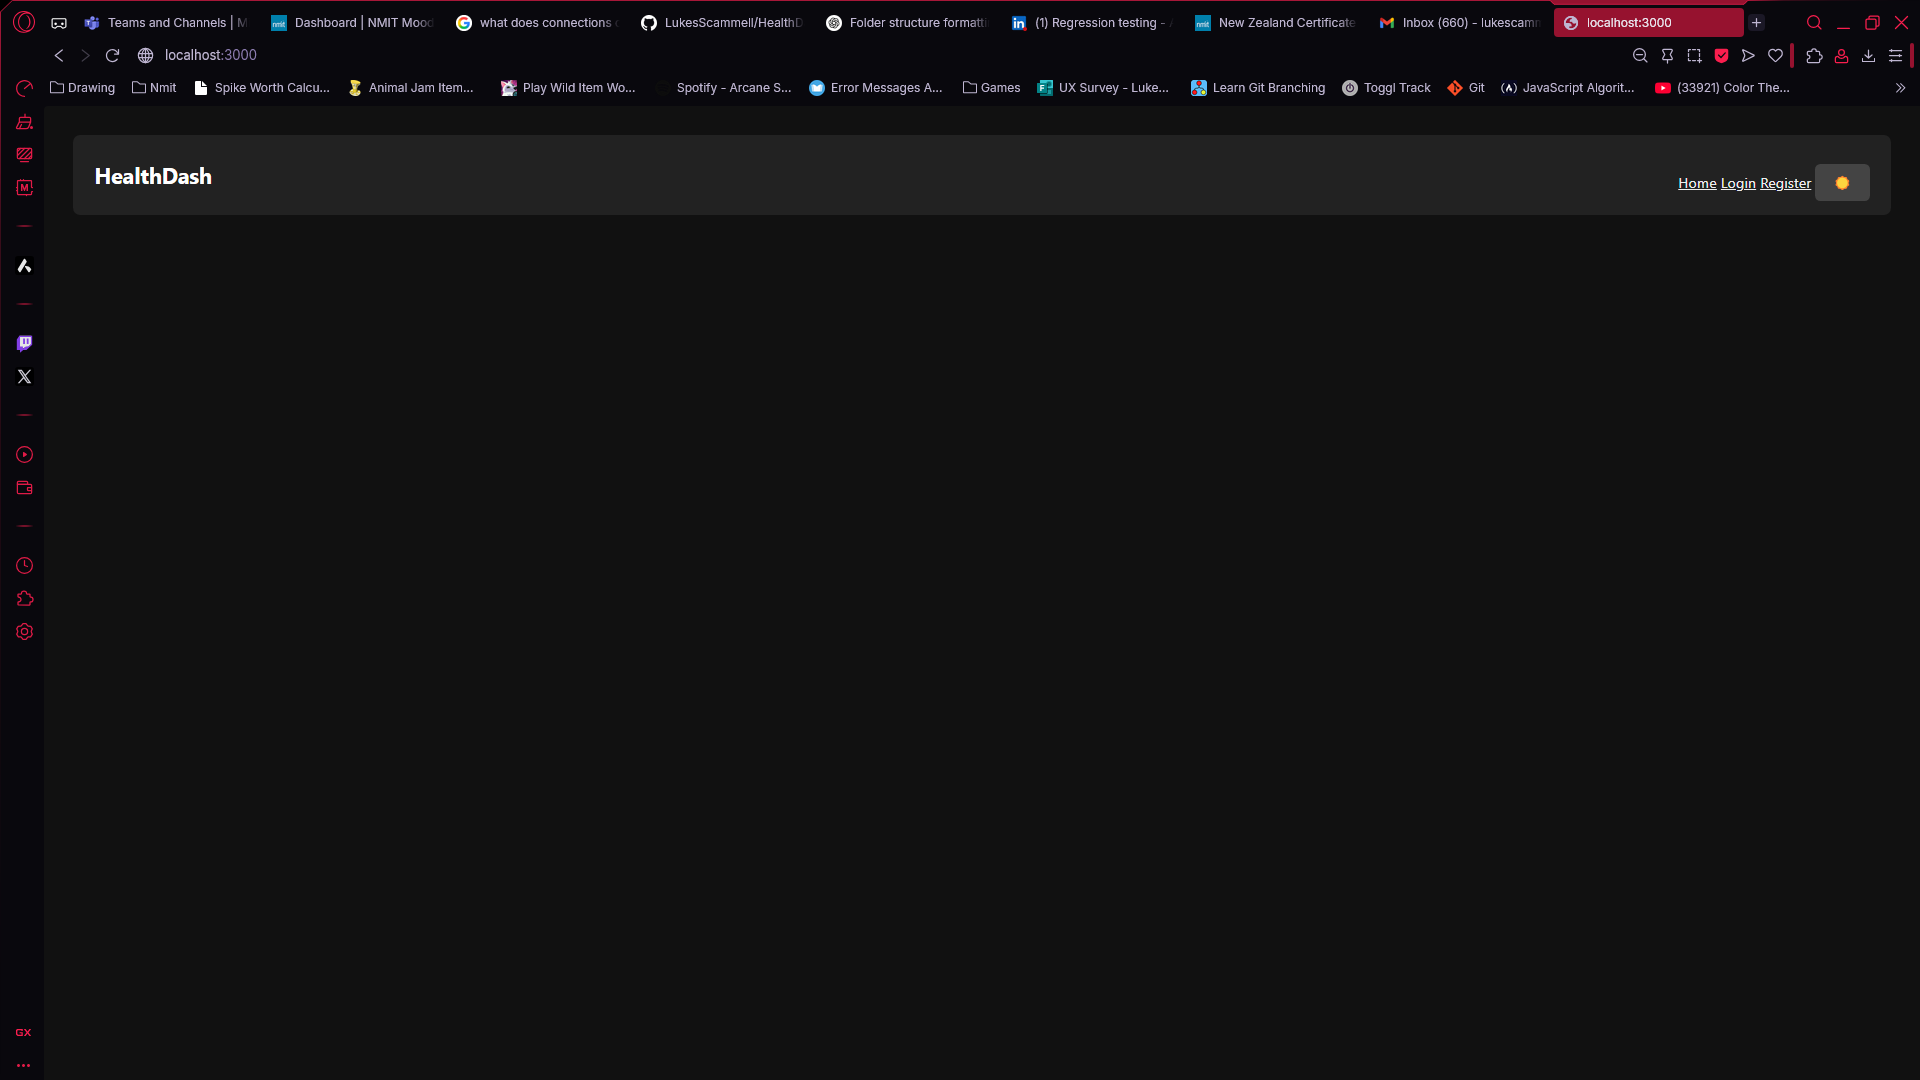 Teams and Channels | M
Dashboard | NMIT Mood
what does connections
LukesScammell/HealthD
Folder structure formatti
(1) Regression testing -
New Zealand Certificate
Inbox (660) - lukescamn
localhost:3000
localhost:3000
Drawing
Nmit
Spike Worth Calcu...
Animal Jam Item...
Play Wild Item Wo...
Spotify - Arcane S...
Error Messages A...
Games
UX Survey - Luke...
Learn Git Branching
Toggl Track
Git
JavaScript Algorit...
(33921) Color The...
HealthDash
Home Login Register
GX